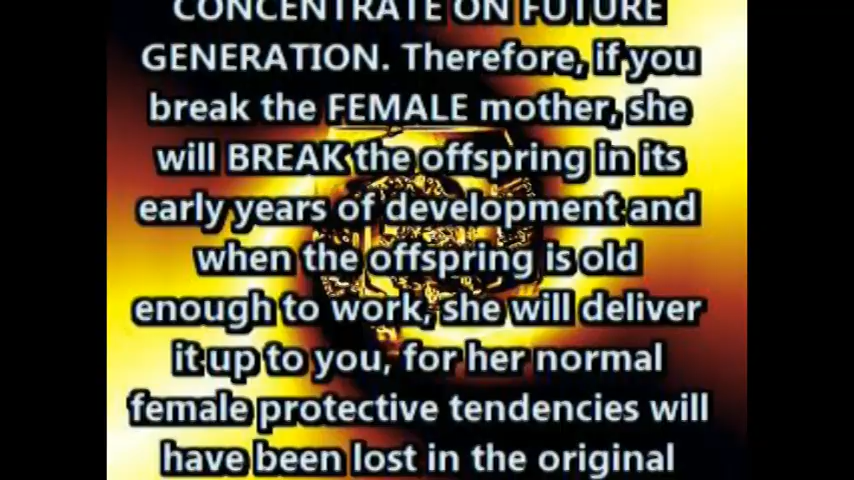 CONCENTRATE ON FUTURE
GENERATION. Therefore, if you
break the FEMALE mother, she
will BREAK the offspring in its
early years of development and
when the offspring is old
enough to work, she will deliver
it up to you, for her normal
female protective tendencies will
have been lost in the original